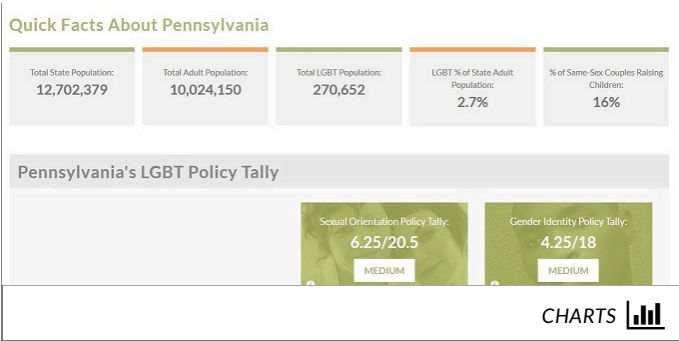 Quick Facts About Pennsylvania
Total State Population:
12,702,379
Total Adult Population:
10,024,150
Total LGBT Population:
270,652
LGBT % of State Adult
Population:
2.7%
% of Same-Sex Couples Raising
Children:
16%
Pennsylvania's LGBT Policy Tally
Sexual Orientation Policy Tally:
6.25/20.5
MEDIUM
Gender Identity Policy Tally:
4.25/18
MEDIUM
CHARTS